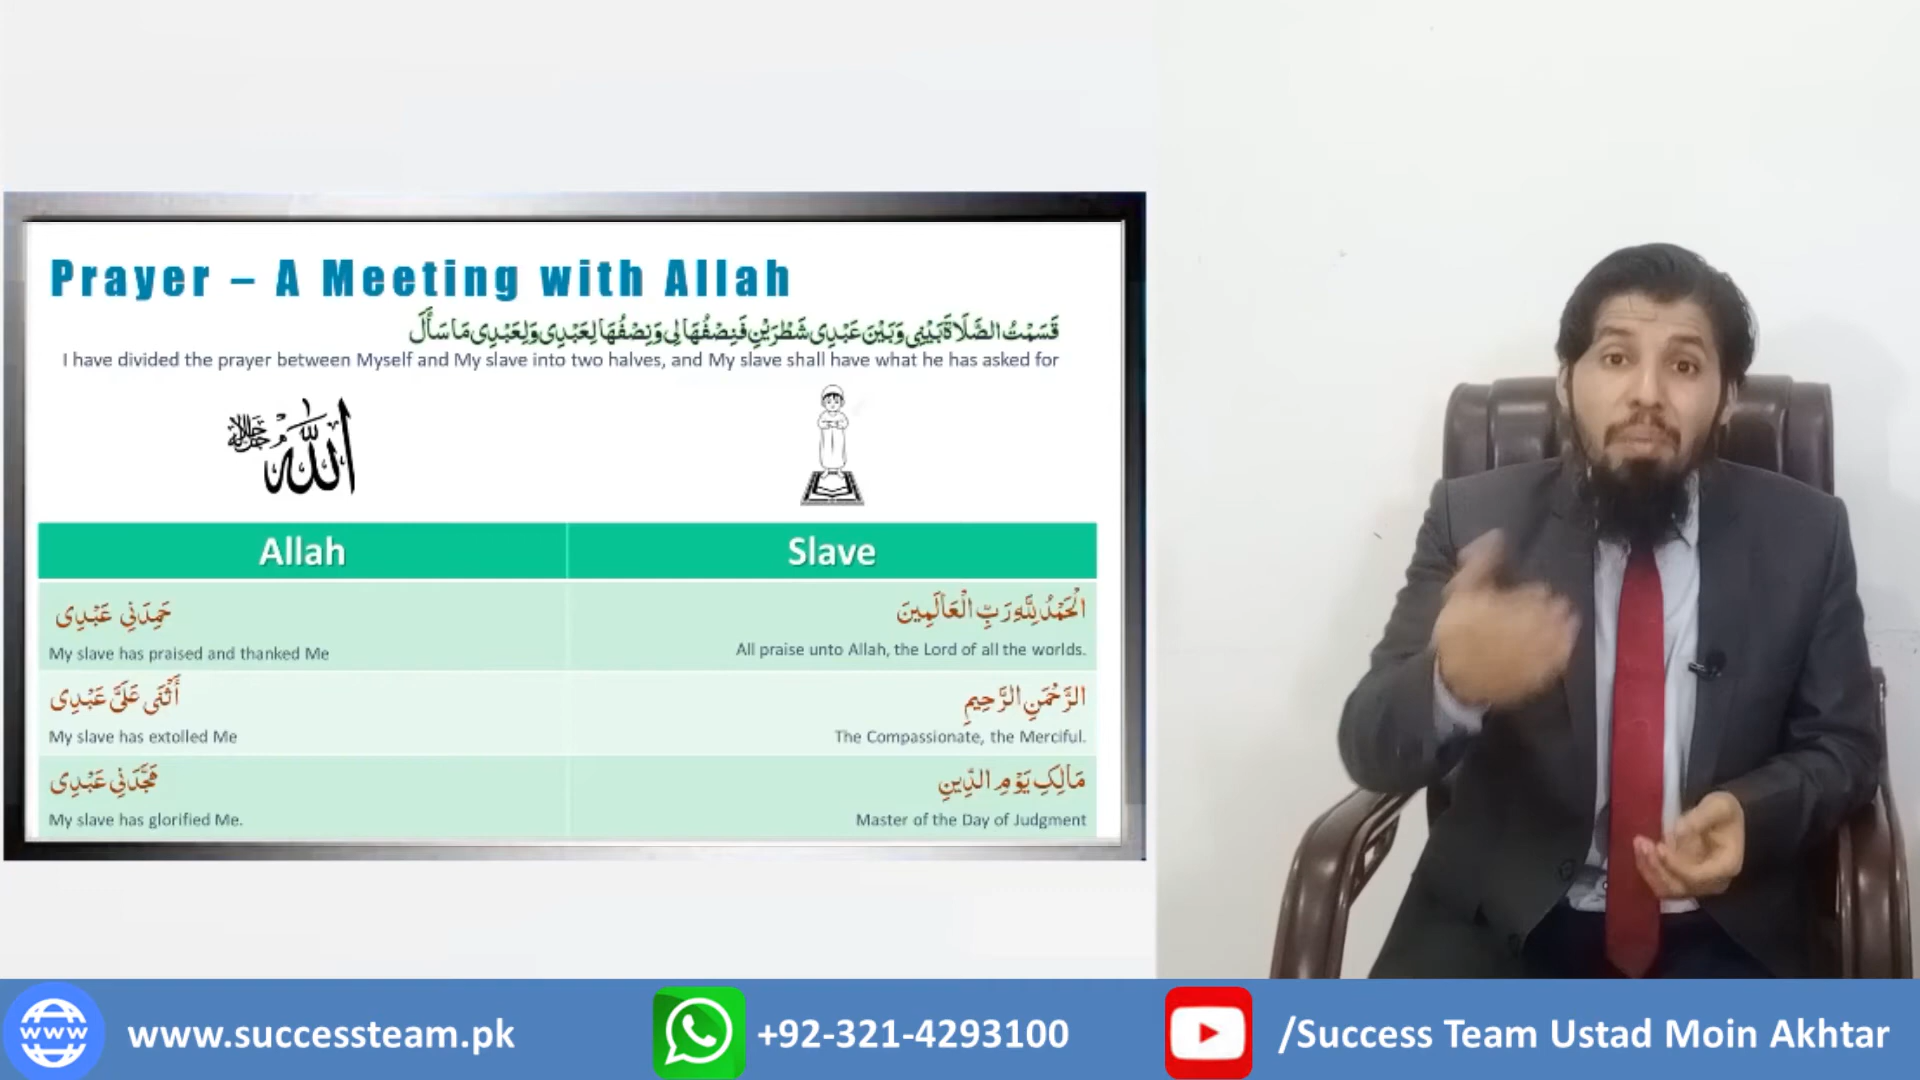 Prayer – A Meeting with Allah
قَسَمْتُ الصَّلَاةَ بَيْنِي وَبَيْنَ عَبْدِی شَطْرَيْنِ فَنِصْفُهَا لِی وَنِصْفُهَا لِعَبْدِی وَلِعَبْدِی مَا سَأَلَ
I have divided the prayer between Myself and My slave into two halves, and My slave shall have what he has asked for
اللّٰه جل جلاله
Allah Slave
حَمِدَنِي عَبْدِی
الْحَمْدُ لِلَّهِ رَبِّ الْعَالَمِينَ
My slave has praised and thanked Me
All praise unto Allah, the Lord of all the worlds.
أَثْنَى عَلَيَّ عَبْدِی
الرَّحْمَنِ الرَّحِيمِ
My slave has extolled Me
The Compassionate, the Merciful.
مَجَّدَنِي عَبْدِی
مَالِكِ يَوْمِ الدِّينِ
My slave has glorified Me.
Master of the Day of Judgment
www www.successteam.pk +92-321-4293100 /Success Team Ustad Moin Akhtar